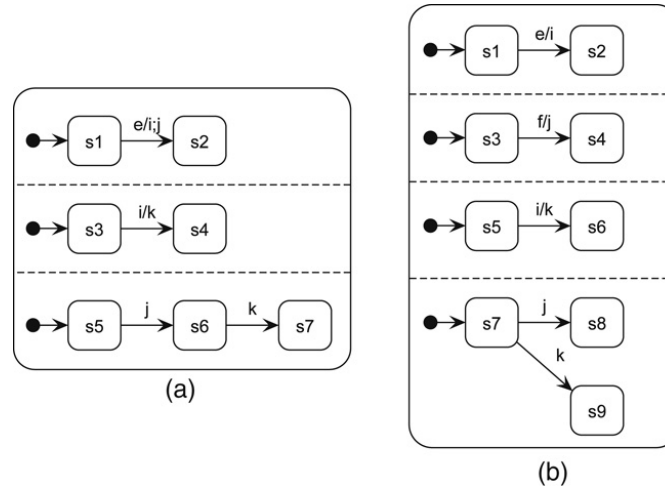 e/i;j
s1 s2
i/k
s3 s4
j k
s5 s6 s7
(a)
e/i
s1 s2
f/j
s3 s4
i/k
s5 s6
j
s7 s8
k
s9
(b)